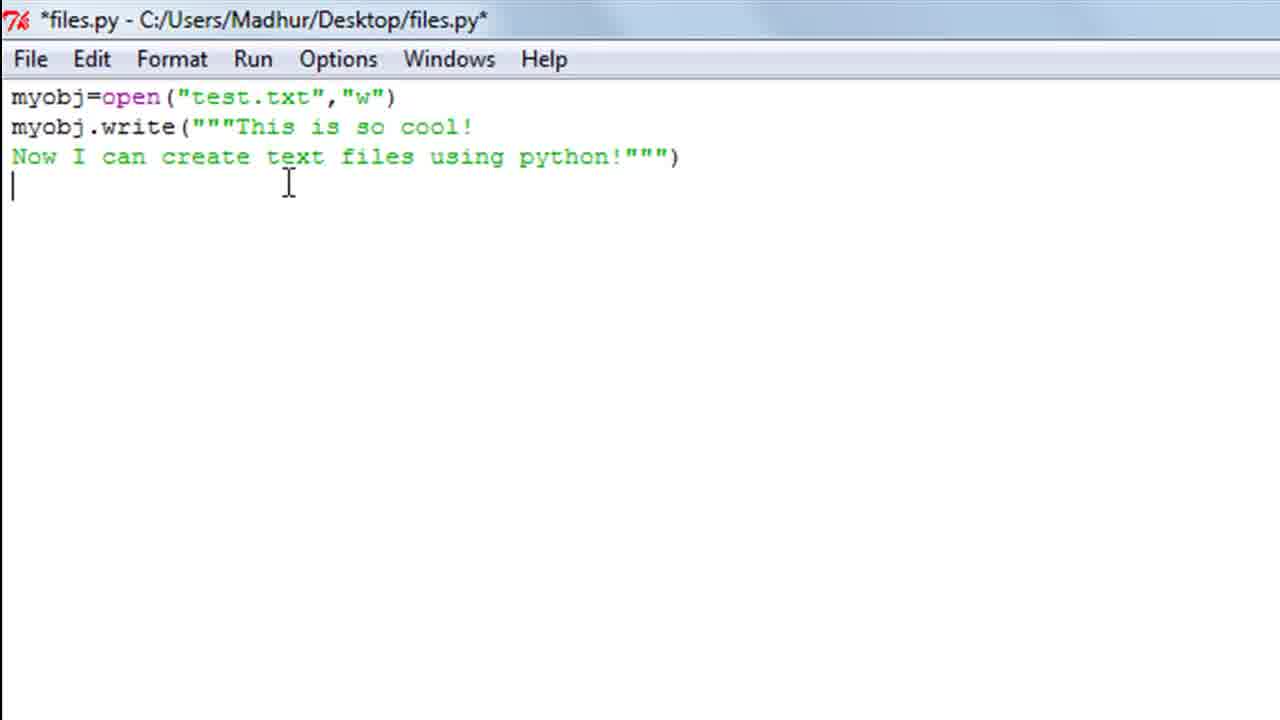 *files.py - C:/Users/Madhur/Desktop/files.py*
File Edit Format Run Options Windows Help
myobj=open("test.txt","w")
myobj.write("""This is so cool!
Now I can create text files using python!""")